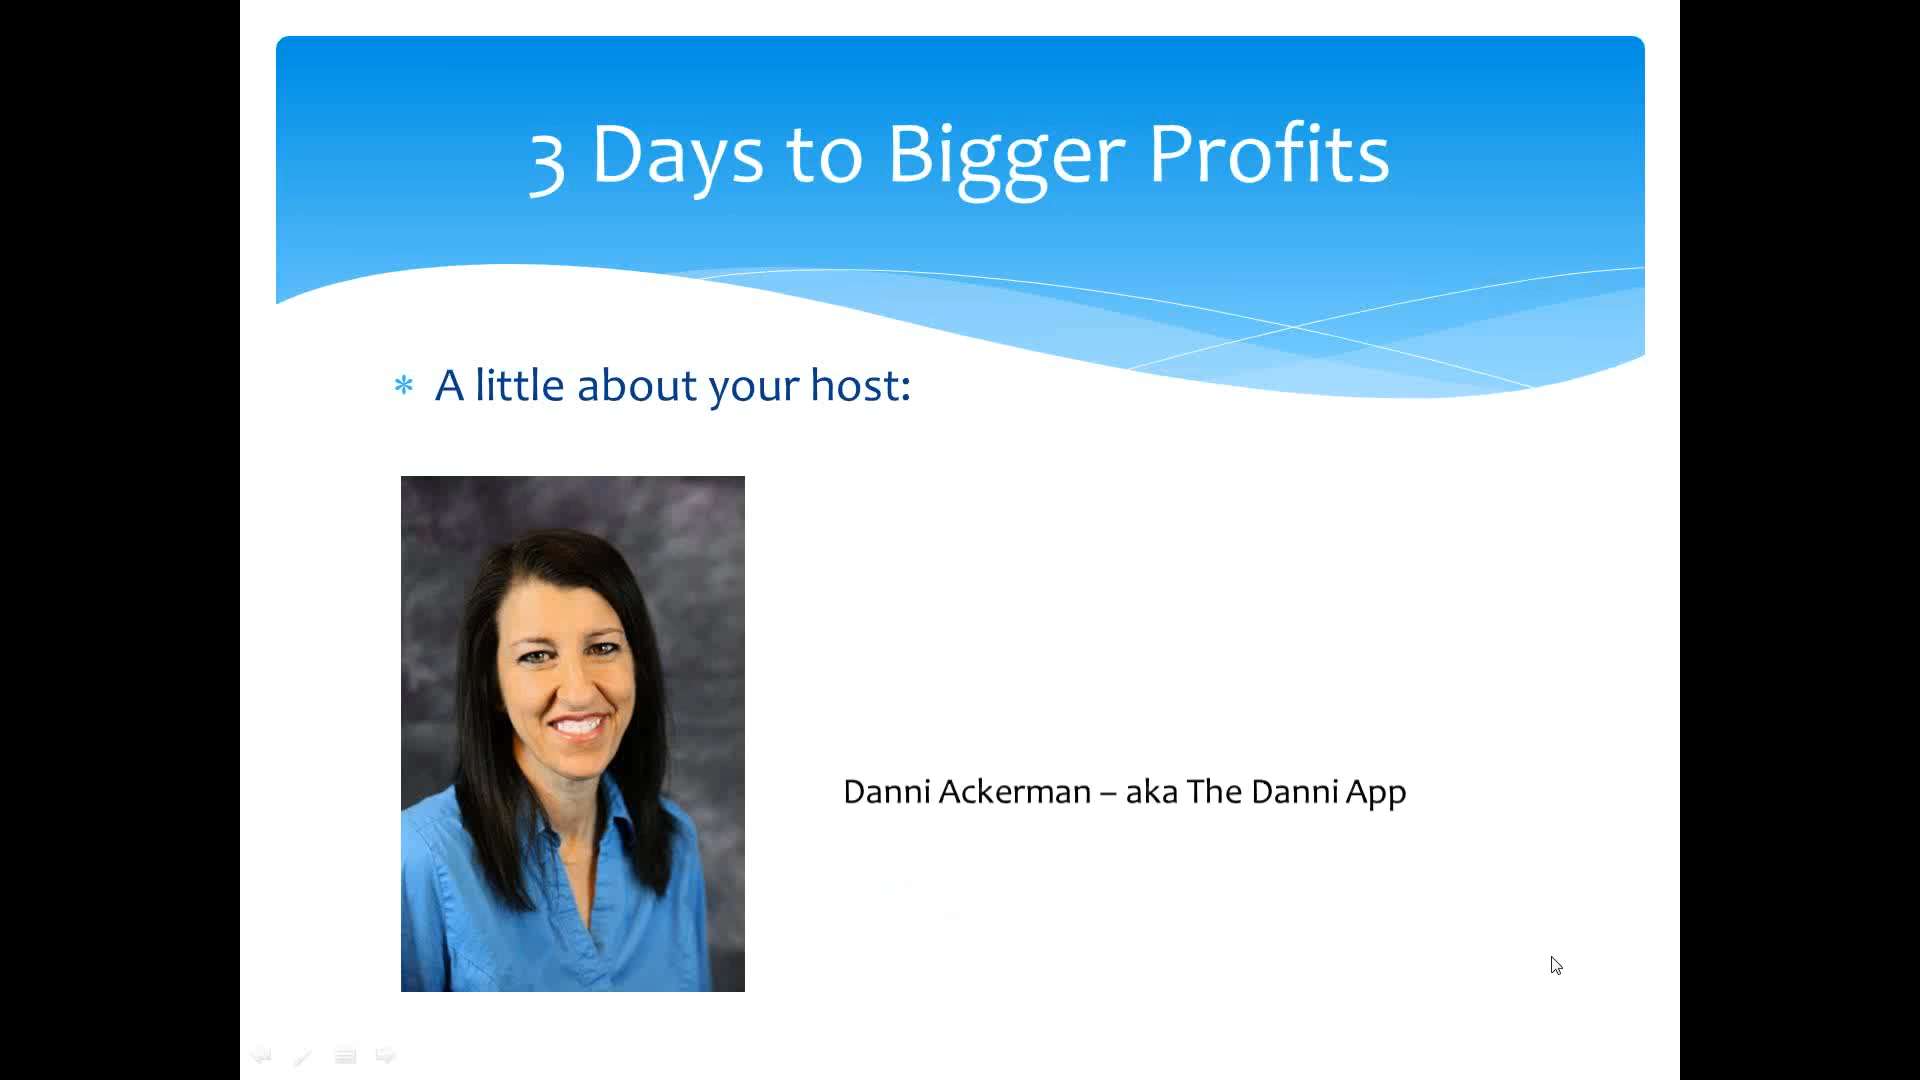 3 Days to Bigger Profits
* A little about your host:
Danni Ackerman – aka The Danni App